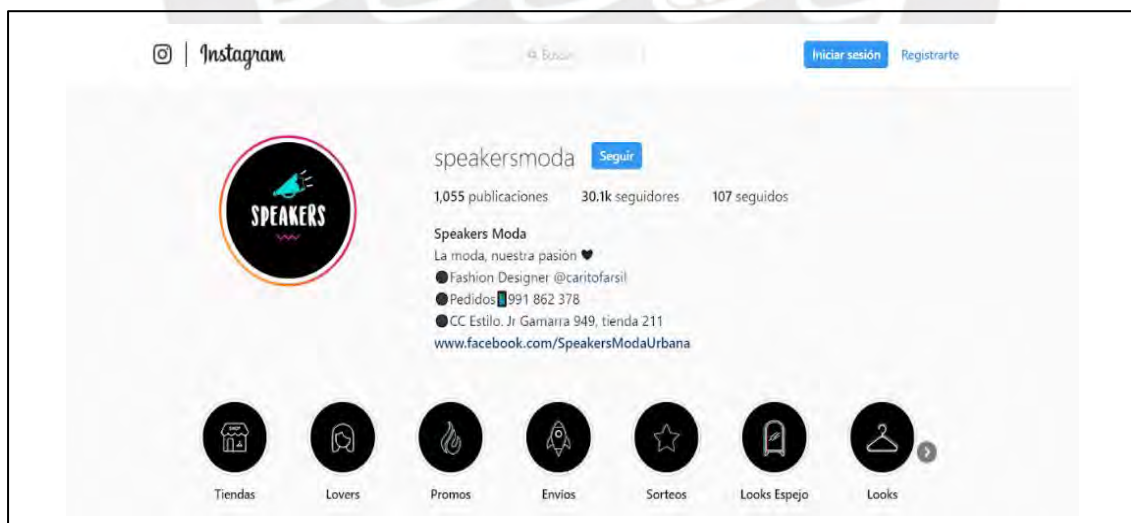 Instagram
Buscar
Iniciar sesión
Registrarte
SPEAKERS
speakersmoda
Seguir
1,055 publicaciones 30.1k seguidores 107 seguidos
Speakers Moda
La moda, nuestra pasión 🖤
⚫Fashion Designer @caritofarsil
⚫Pedidos📱991 862 378
⚫CC Estilo. Jr Gamarra 949, tienda 211
www.facebook.com/SpeakersModaUrbana
SHOP
Tiendas
Lovers
Promos
Envíos
Sorteos
Looks Espejo
Looks